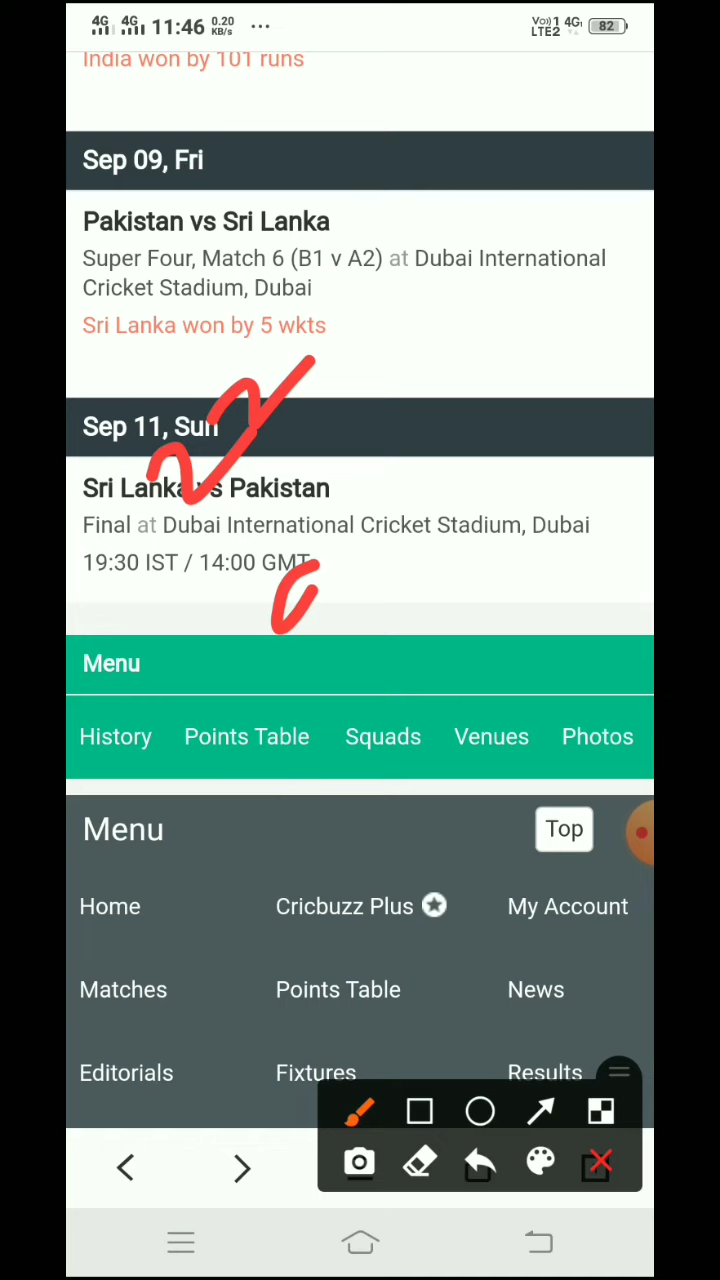 4G 4G 11:46 0.20 KB/s ... Vo) 1 LTE2 4G 82
India won by 101 runs
Sep 09, Fri
Pakistan vs Sri Lanka
Super Four, Match 6 (B1 v A2) at Dubai International
Cricket Stadium, Dubai
Sri Lanka won by 5 wkts
Sep 11, Sun
Sri Lanka vs Pakistan
Final at Dubai International Cricket Stadium, Dubai
19:30 IST / 14:00 GMT
Menu
History Points Table Squads Venues Photos
Menu Top
Home Cricbuzz Plus My Account
Matches Points Table News
Editorials Fixtures Results